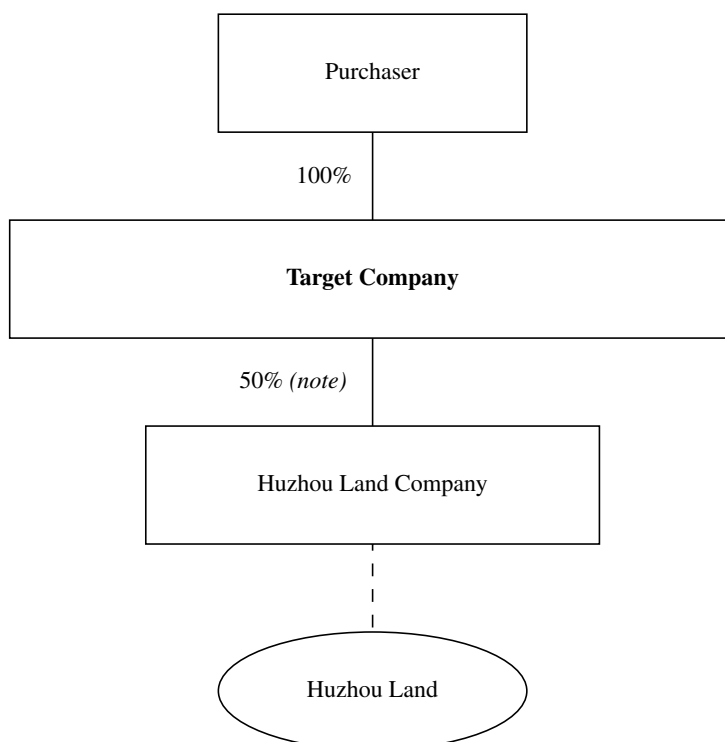 Purchaser
100%
Target Company
50% (note)
Huzhou Land Company
Huzhou Land